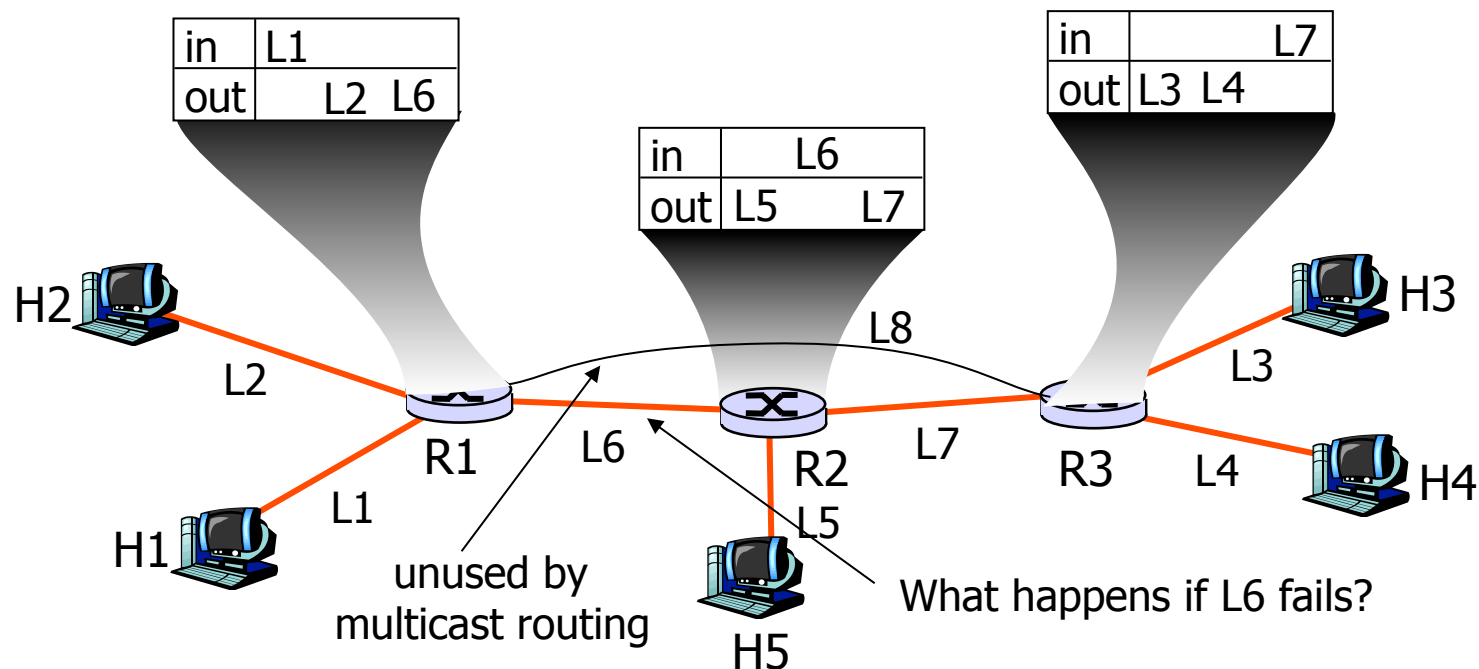 in L1
out L2 L6
in L7
out L3 L4
in L6
out L5 L7
H2
H3
L8
L2
L3
R1
L6
R2
L7
R3
L4
H4
L1
L5
H1
unused by
multicast routing
What happens if L6 fails?
H5